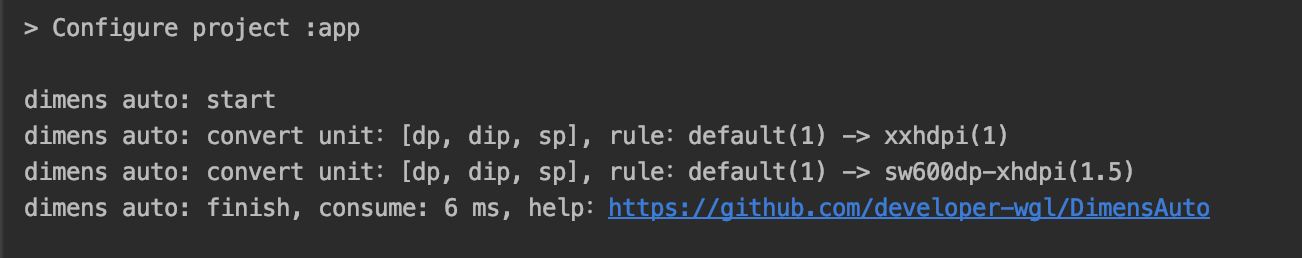 > Configure project :app
dimens auto: start
dimens auto: convert unit: [dp, dip, sp], rule: default(1) -> xxhdpi(1)
dimens auto: convert unit: [dp, dip, sp], rule: default(1) -> sw600dp-xhdpi(1.5)
dimens auto: finish, consume: 6 ms, help: https://github.com/developer-wgl/DimensAuto